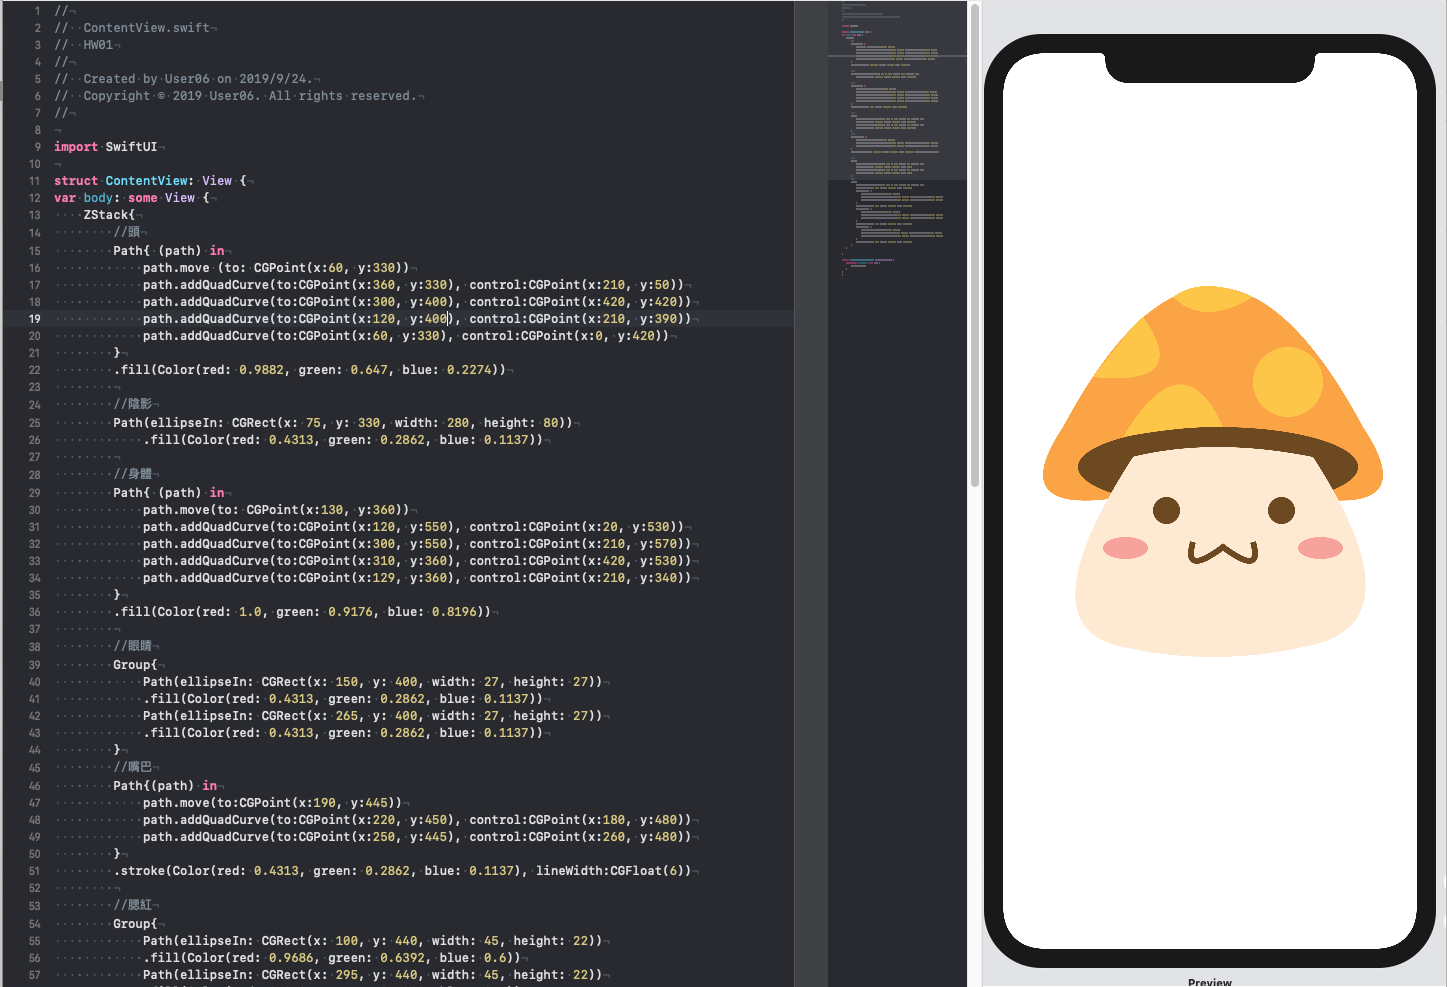 1 //
2 // ContentView.swift
3 // HW01
4 //
5 // Created by User06 on 2019/9/24.
6 // Copyright © 2019 User06. All rights reserved.
7 //
8
9 import SwiftUI
10
11 struct ContentView: View {
12 var body: some View {
13 ZStack{
14 //頭
15 Path{ (path) in
16 path.move (to: CGPoint(x:60, y:330))
17 path.addQuadCurve(to:CGPoint(x:360, y:330), control:CGPoint(x:210, y:50))
18 path.addQuadCurve(to:CGPoint(x:300, y:400), control:CGPoint(x:420, y:420))
19 path.addQuadCurve(to:CGPoint(x:120, y:400), control:CGPoint(x:210, y:390))
20 path.addQuadCurve(to:CGPoint(x:60, y:330), control:CGPoint(x:0, y:420))
21 }
22 .fill(Color(red: 0.9882, green: 0.647, blue: 0.2274))
23
24 //陰影
25 Path(ellipseIn: CGRect(x: 75, y: 330, width: 280, height: 80))
26 .fill(Color(red: 0.4313, green: 0.2862, blue: 0.1137))
27
28 //身體
29 Path{ (path) in
30 path.move(to: CGPoint(x:130, y:360))
31 path.addQuadCurve(to:CGPoint(x:120, y:550), control:CGPoint(x:20, y:530))
32 path.addQuadCurve(to:CGPoint(x:300, y:550), control:CGPoint(x:210, y:570))
33 path.addQuadCurve(to:CGPoint(x:310, y:360), control:CGPoint(x:420, y:530))
34 path.addQuadCurve(to:CGPoint(x:129, y:360), control:CGPoint(x:210, y:340))
35 }
36 .fill(Color(red: 1.0, green: 0.9176, blue: 0.8196))
37
38 //眼睛
39 Group{
40 Path(ellipseIn: CGRect(x: 150, y: 400, width: 27, height: 27))
41 .fill(Color(red: 0.4313, green: 0.2862, blue: 0.1137))
42 Path(ellipseIn: CGRect(x: 265, y: 400, width: 27, height: 27))
43 .fill(Color(red: 0.4313, green: 0.2862, blue: 0.1137))
44 }
45 //嘴巴
46 Path{(path) in
47 path.move(to:CGPoint(x:190, y:445))
48 path.addQuadCurve(to:CGPoint(x:220, y:450), control:CGPoint(x:180, y:480))
49 path.addQuadCurve(to:CGPoint(x:250, y:445), control:CGPoint(x:260, y:480))
50 }
51 .stroke(Color(red: 0.4313, green: 0.2862, blue: 0.1137), lineWidth:CGFloat(6))
52
53 //腮紅
54 Group{
55 Path(ellipseIn: CGRect(x: 100, y: 440, width: 45, height: 22))
56 .fill(Color(red: 0.9686, green: 0.6392, blue: 0.6))
57 Path(ellipseIn: CGRect(x: 295, y: 440, width: 45, height: 22))
Preview